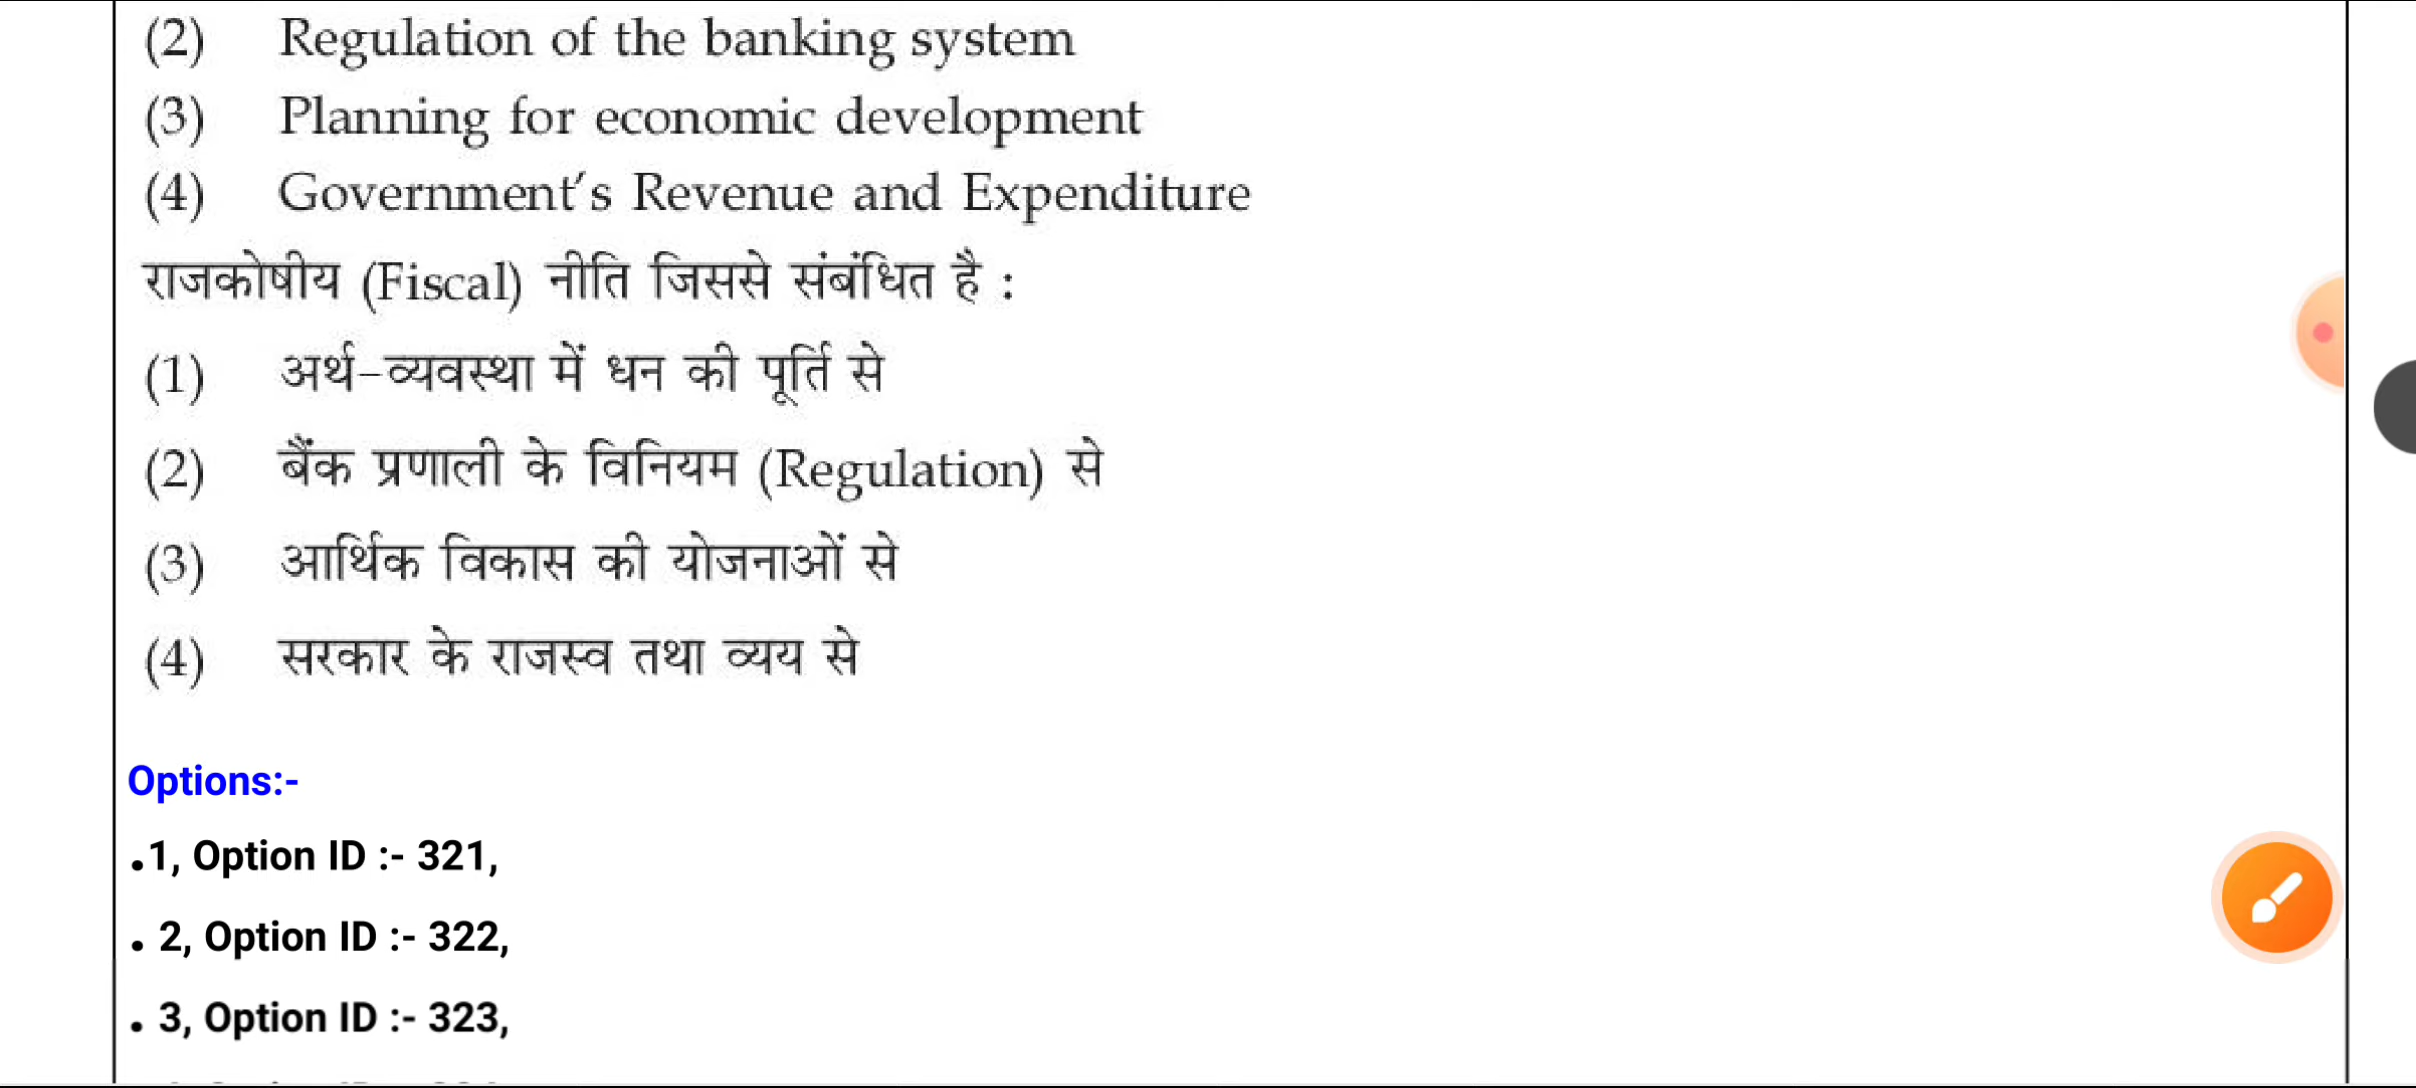 (2) Regulation of the banking system
(3) Planning for economic development
(4) Government's Revenue and Expenditure
राजकोषीय (Fiscal) नीति जिससे संबंधित है :
(1) अर्थ-व्यवस्था में धन की पूर्ति से
(2) बैंक प्रणाली के विनियम (Regulation) से
(3) आर्थिक विकास की योजनाओं से
(4) सरकार के राजस्व तथा व्यय से
Options:-
.1, Option ID :- 321,
. 2, Option ID :- 322,
. 3, Option ID :- 323,